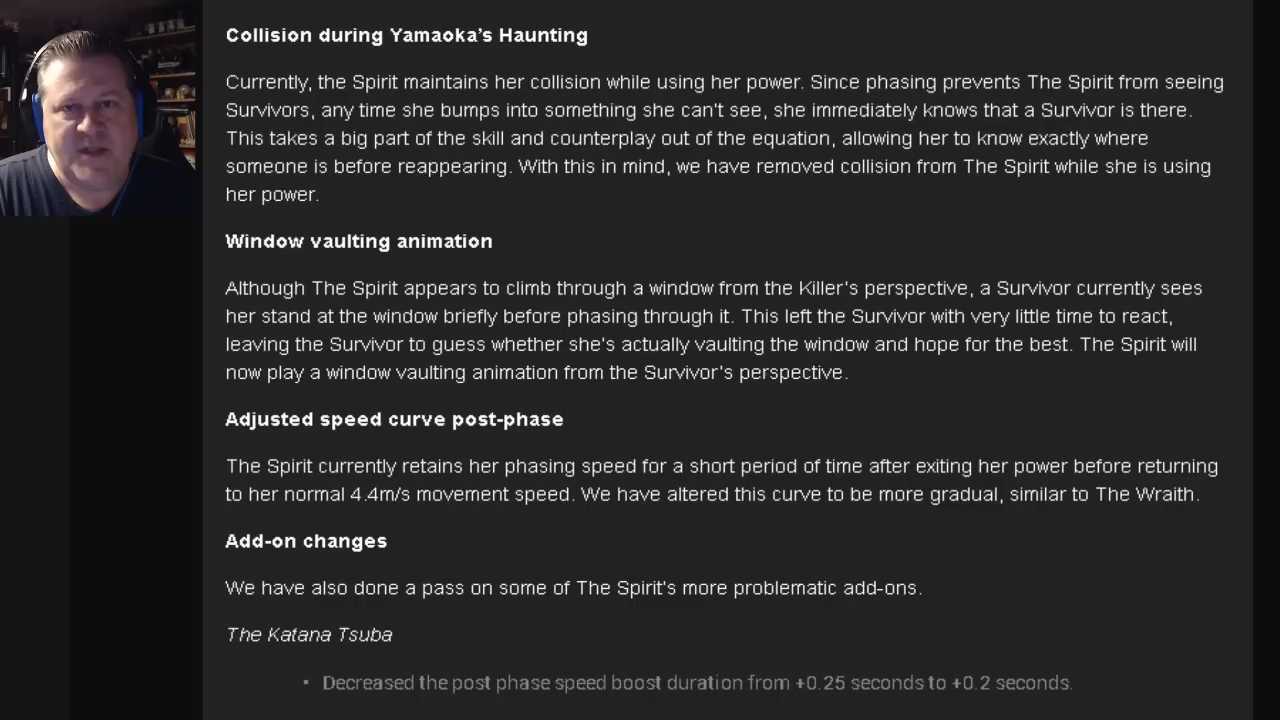 Collision during Yamaoka's Haunting
Currently, the Spirit maintains her collision while using her power. Since phasing prevents The Spirit from seeing
Survivors, any time she bumps into something she can't see, she immediately knows that a Survivor is there.
This takes a big part of the skill and counterplay out of the equation, allowing her to know exactly where
someone is before reappearing. With this in mind, we have removed collision from The Spirit while she is using
her power.
Window vaulting animation
Although The Spirit appears to climb through a window from the Killer's perspective, a Survivor currently sees
her stand at the window briefly before phasing through it. This left the Survivor with very little time to react,
leaving the Survivor to guess whether she's actually vaulting the window and hope for the best. The Spirit will
now play a window vaulting animation from the Survivor's perspective.
Adjusted speed curve post-phase
The Spirit currently retains her phasing speed for a short period of time after exiting her power before returning
to her normal 4.4m/s movement speed. We have altered this curve to be more gradual, similar to The Wraith.
Add-on changes
We have also done a pass on some of The Spirit's more problematic add-ons.
The Katana Tsuba
• Decreased the post phase speed boost duration from +0.25 seconds to +0.2 seconds.